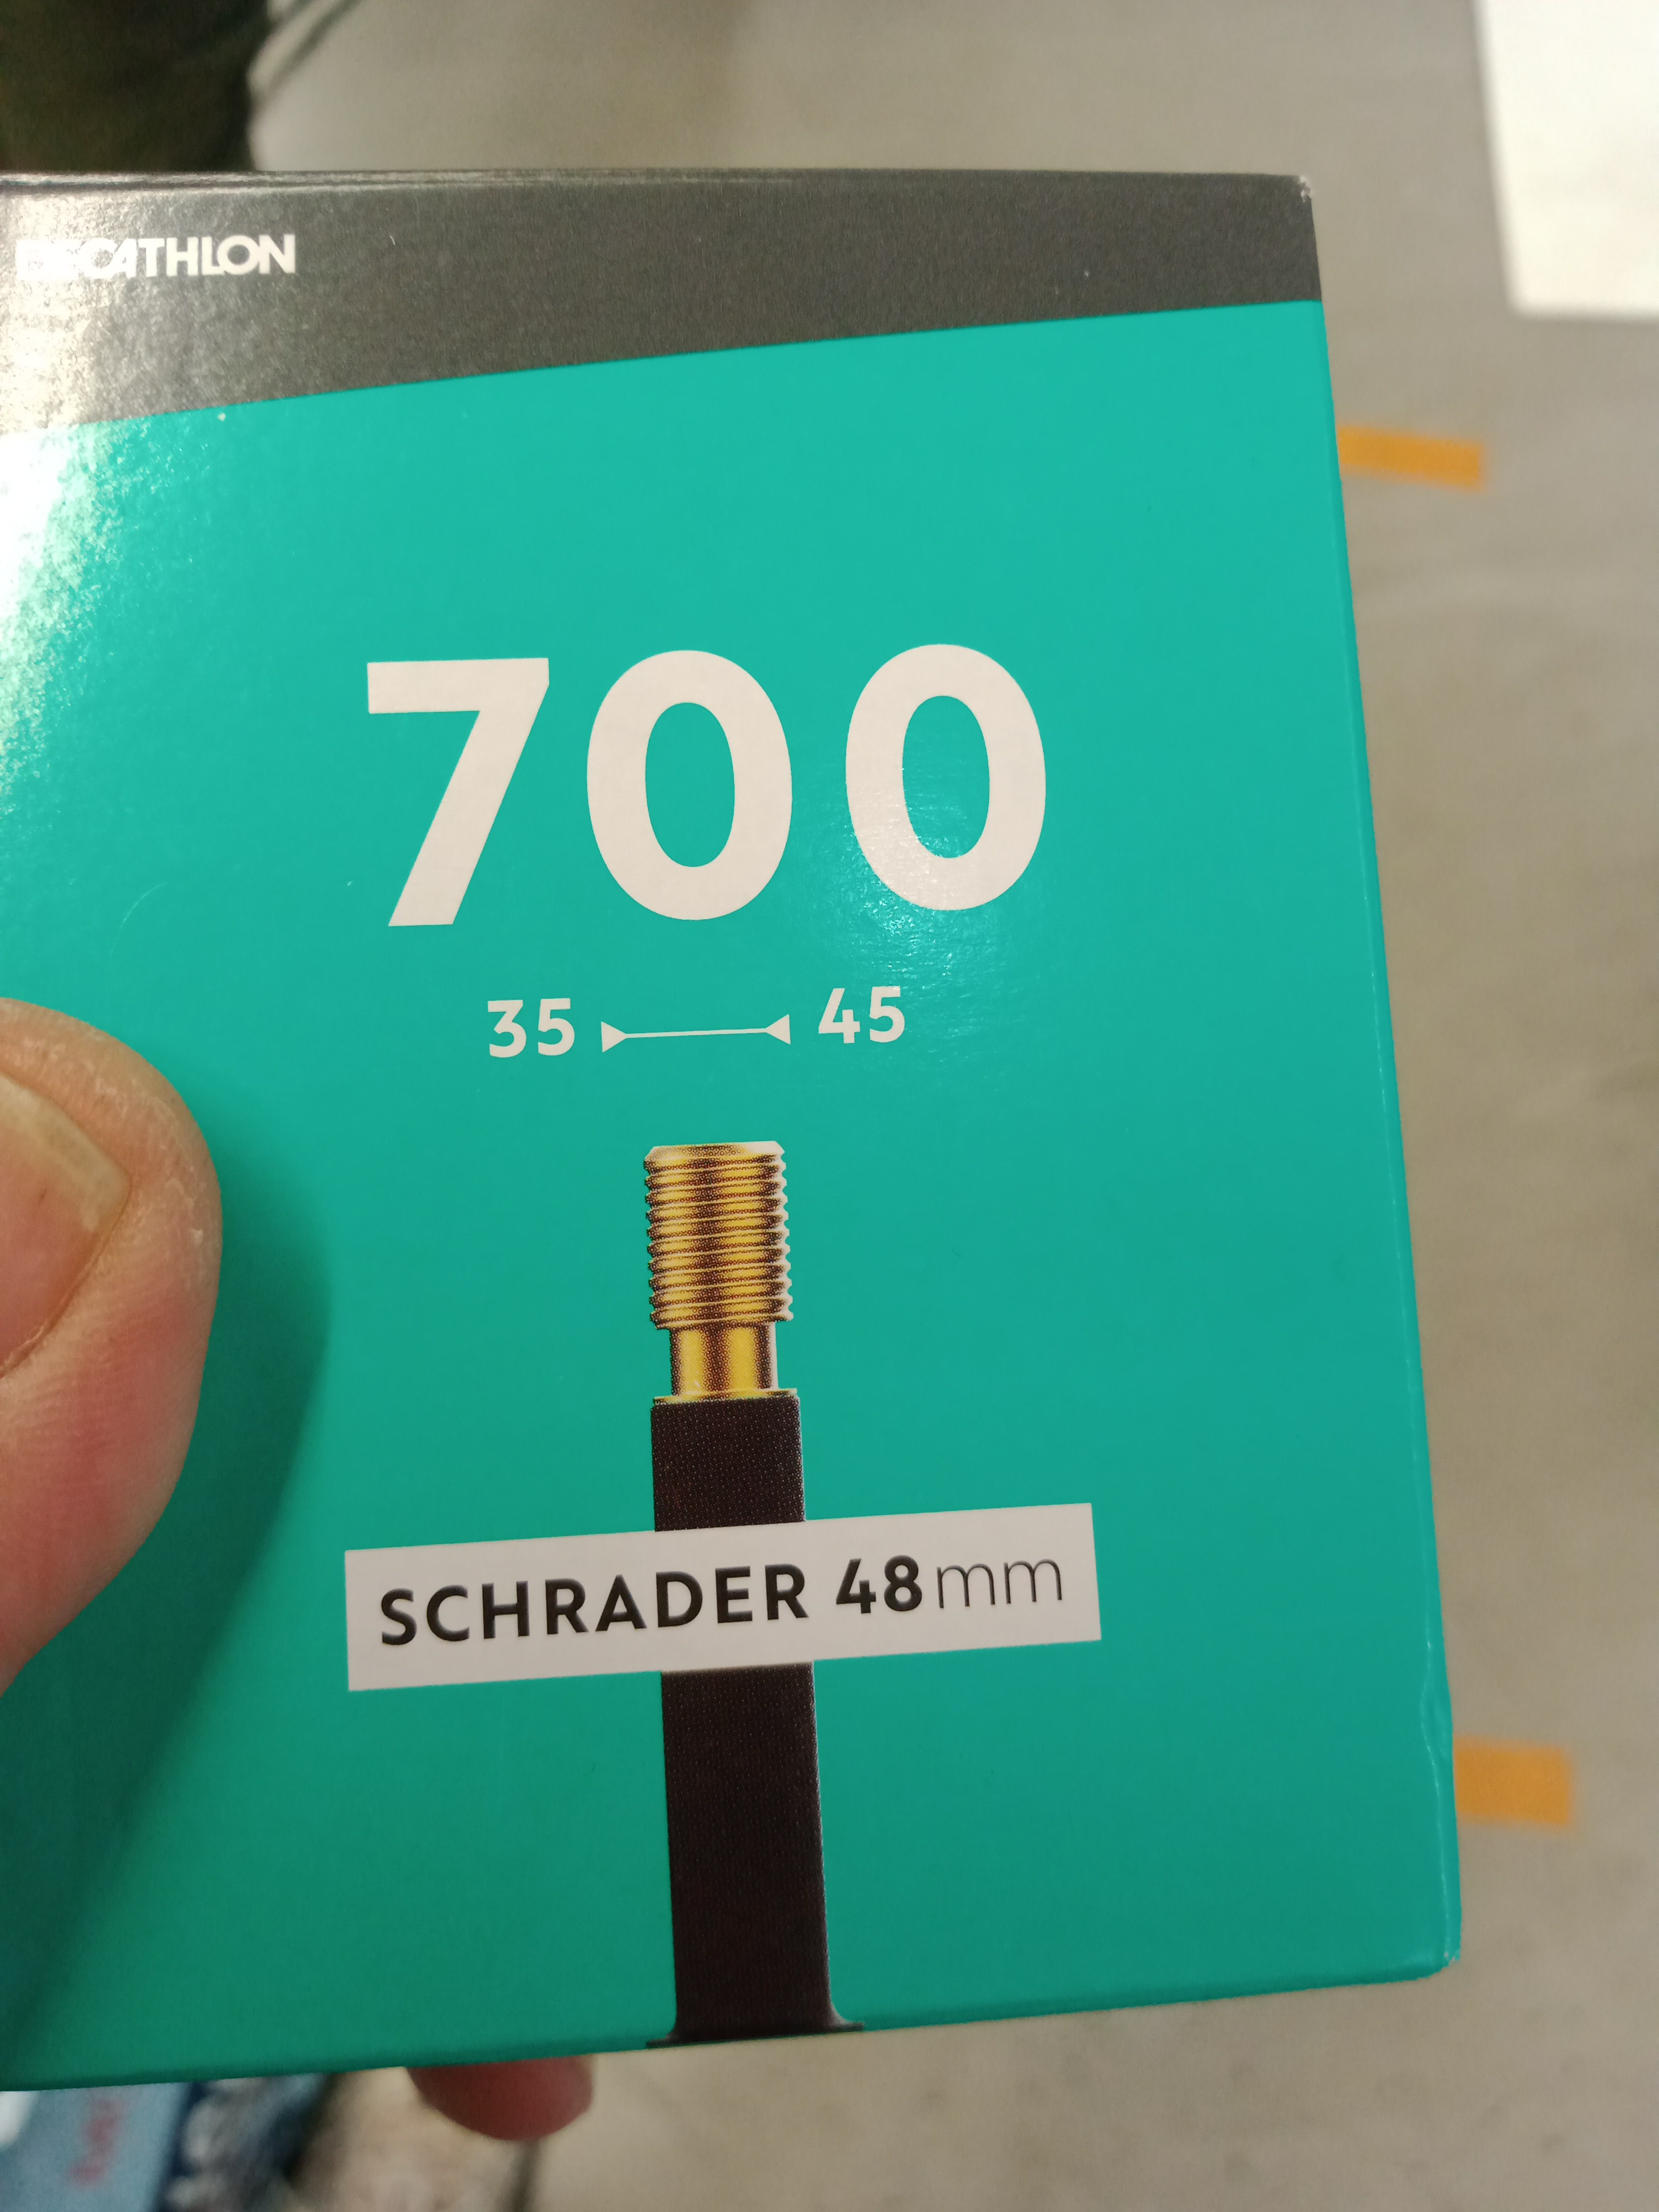 DECATHLON
700
35 45
SCHRADER 48mm